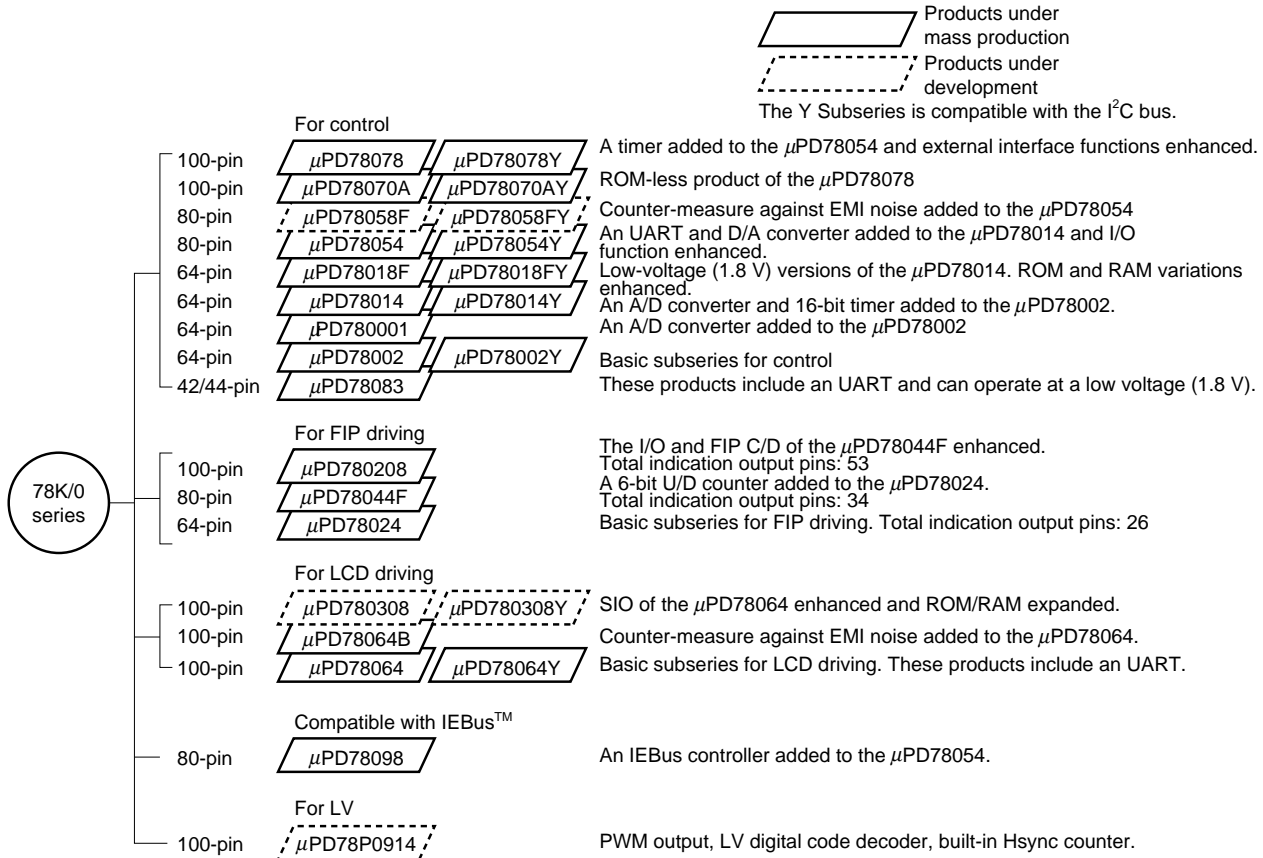 Products under
mass production
Products under
development
The Y Subseries is compatible with the I²C bus.
For control
100-pin μPD78078 μPD78078Y A timer added to the μPD78054 and external interface functions enhanced.
100-pin μPD78070A μPD78070AY ROM-less product of the μPD78078
80-pin μPD78058F μPD78058FY Counter-measure against EMI noise added to the μPD78054
80-pin μPD78054 μPD78054Y An UART and D/A converter added to the μPD78014 and I/O
function enhanced.
64-pin μPD78018F μPD78018FY Low-voltage (1.8 V) versions of the μPD78014. ROM and RAM variations
enhanced.
64-pin μPD78014 μPD78014Y An A/D converter and 16-bit timer added to the μPD78002.
64-pin μPD780001 An A/D converter added to the μPD78002
64-pin μPD78002 μPD78002Y Basic subseries for control
42/44-pin μPD78083 These products include an UART and can operate at a low voltage (1.8 V).
78K/0
series
For FIP driving
100-pin μPD780208 The I/O and FIP C/D of the μPD78044F enhanced.
Total indication output pins: 53
80-pin μPD78044F A 6-bit U/D counter added to the μPD78024.
Total indication output pins: 34
64-pin μPD78024 Basic subseries for FIP driving. Total indication output pins: 26
For LCD driving
100-pin μPD780308 μPD780308Y SIO of the μPD78064 enhanced and ROM/RAM expanded.
100-pin μPD78064B Counter-measure against EMI noise added to the μPD78064.
100-pin μPD78064 μPD78064Y Basic subseries for LCD driving. These products include an UART.
Compatible with IEBus™
80-pin μPD78098 An IEBus controller added to the μPD78054.
For LV
100-pin μPD78P0914 PWM output, LV digital code decoder, built-in Hsync counter.